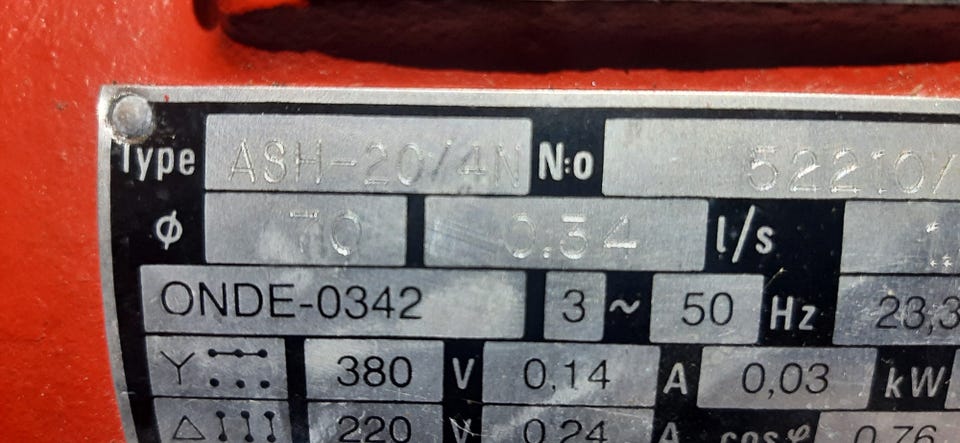 Type ASH-20/4N N:o 52210/
ø 70 0.34 l/s
ONDE-0342 3 ~ 50 Hz 23,3
Y 380 V 0,14 A 0,03 kW
Δ 220 V 0,24 A cosφ 0,76